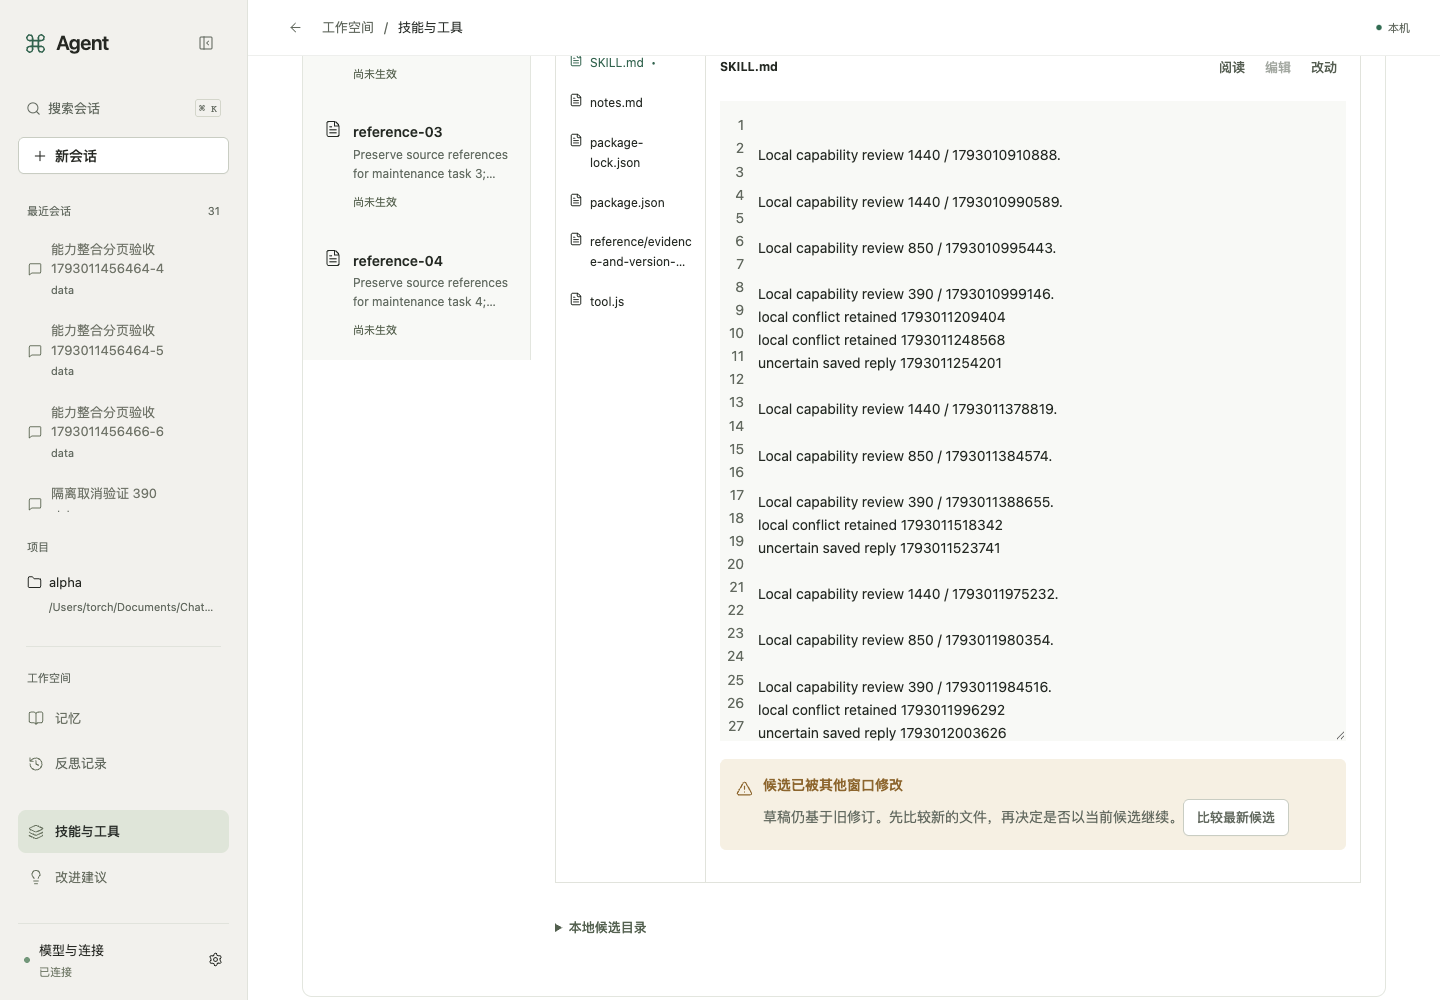 Agent
搜索会话
⌘ K
新会话
最近会话
31
能力整合分页验收
1793011456464-4
data
能力整合分页验收
1793011456464-5
data
能力整合分页验收
1793011456466-6
data
隔离取消验证 390
项目
alpha
/Users/torch/Documents/Chat...
工作空间
记忆
反思记录
技能与工具
改进建议
模型与连接
已连接
工作空间 / 技能与工具
本机
尚未生效
reference-03
Preserve source references
for maintenance task 3;...
尚未生效
reference-04
Preserve source references
for maintenance task 4;...
尚未生效
SKILL.md •
notes.md
package-
lock.json
package.json
reference/evidenc
e-and-version-...
tool.js
SKILL.md
阅读
编辑
改动
1
2
3
4
5
6
7
8
9
10
11
12
13
14
15
16
17
18
19
20
21
22
23
24
25
26
27
Local capability review 1440 / 1793010910888.
Local capability review 1440 / 1793010990589.
Local capability review 850 / 1793010995443.
Local capability review 390 / 1793010999146.
local conflict retained 1793011209404
local conflict retained 1793011248568
uncertain saved reply 1793011254201
Local capability review 1440 / 1793011378819.
Local capability review 850 / 1793011384574.
Local capability review 390 / 1793011388655.
local conflict retained 1793011518342
uncertain saved reply 1793011523741
Local capability review 1440 / 1793011975232.
Local capability review 850 / 1793011980354.
Local capability review 390 / 1793011984516.
local conflict retained 1793011996292
uncertain saved reply 1793012003626
候选已被其他窗口修改
草稿仍基于旧修订。先比较新的文件，再决定是否以当前候选继续。
比较最新候选
本地候选目录